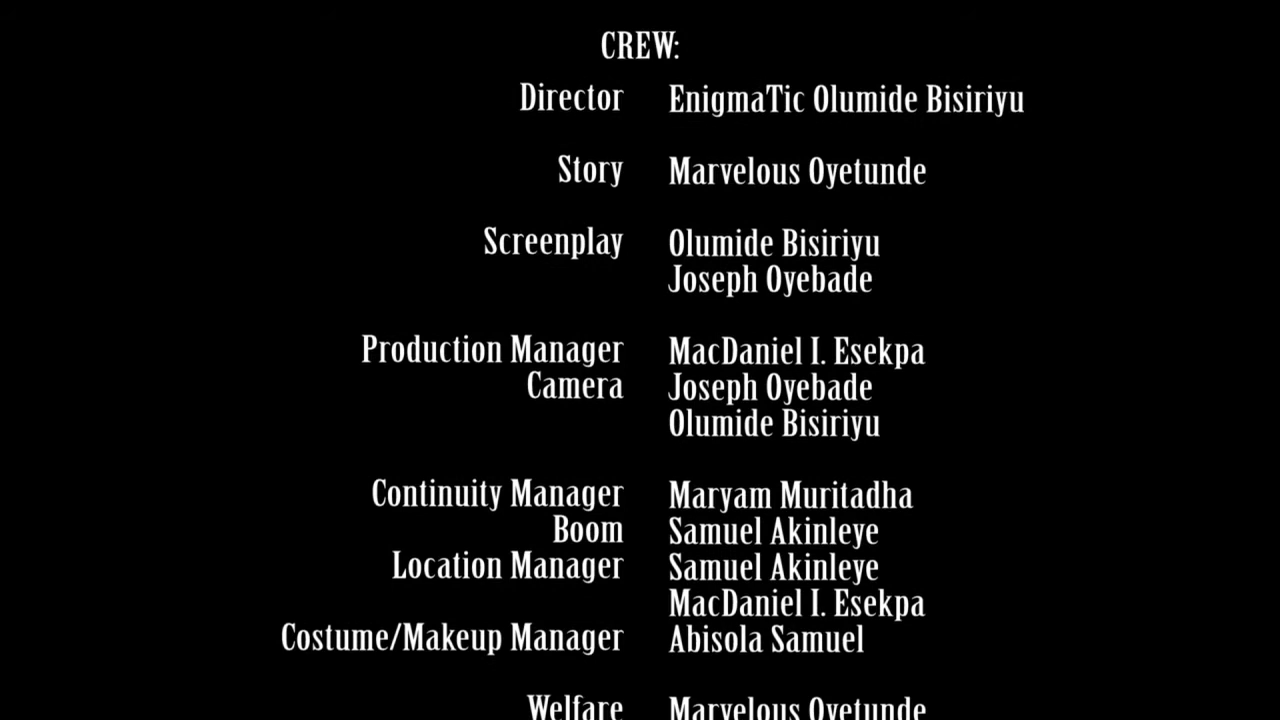 CREW:
Director EnigmaTic Olumide Bisiriyu
Story Marvelous Oyetunde
Screenplay Olumide Bisiriyu
Joseph Oyebade
Production Manager MacDaniel I. Esekpa
Camera Joseph Oyebade
Olumide Bisiriyu
Continuity Manager Maryam Muritadha
Boom Samuel Akinleye
Location Manager Samuel Akinleye
MacDaniel I. Esekpa
Costume/Makeup Manager Abisola Samuel
Welfare Marvelous Oyetunde